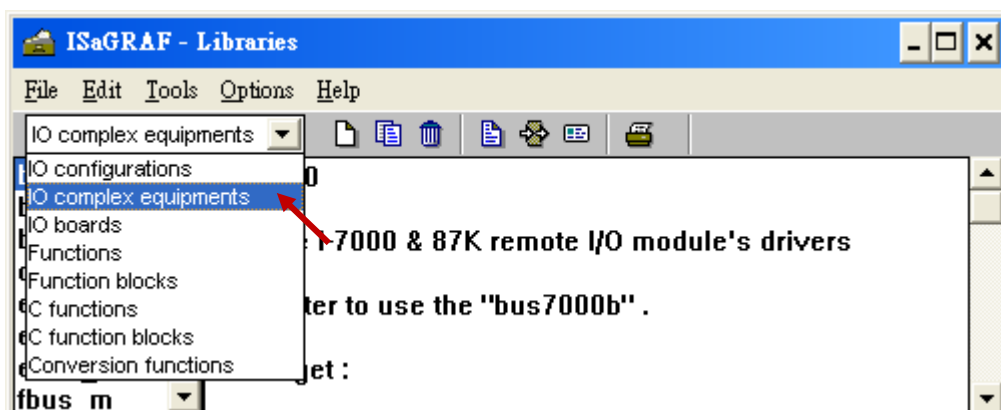 ISaGRAF - Libraries
File Edit Tools Options Help
IO complex equipments
IO configurations
IO complex equipments
IO boards
Functions
Function blocks
C functions
C function blocks
Conversion functions
fbus_m
0
I-7000 & 87K remote I/O module's drivers
ter to use the "bus7000b" .
get :